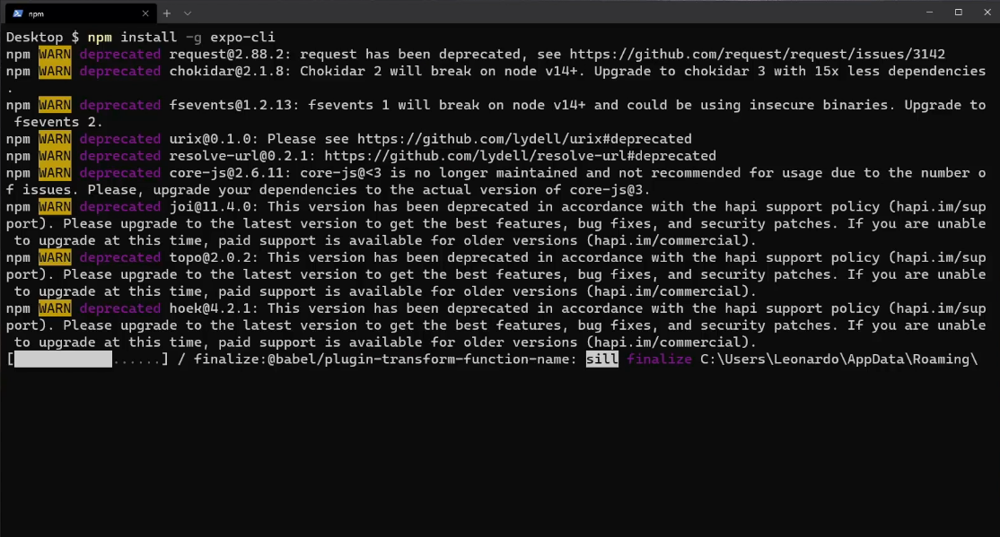 npm
Desktop $ npm install -g expo-cli
npm WARN deprecated request@2.88.2: request has been deprecated, see https://github.com/request/request/issues/3142
npm WARN deprecated chokidar@2.1.8: Chokidar 2 will break on node v14+. Upgrade to chokidar 3 with 15x less dependencies
.
npm WARN deprecated fsevents@1.2.13: fsevents 1 will break on node v14+ and could be using insecure binaries. Upgrade to
 fsevents 2.
npm WARN deprecated urix@0.1.0: Please see https://github.com/lydell/urix#deprecated
npm WARN deprecated resolve-url@0.2.1: https://github.com/lydell/resolve-url#deprecated
npm WARN deprecated core-js@2.6.11: core-js@<3 is no longer maintained and not recommended for usage due to the number o
f issues. Please, upgrade your dependencies to the actual version of core-js@3.
npm WARN deprecated joi@11.4.0: This version has been deprecated in accordance with the hapi support policy (hapi.im/sup
port). Please upgrade to the latest version to get the best features, bug fixes, and security patches. If you are unable
 to upgrade at this time, paid support is available for older versions (hapi.im/commercial).
npm WARN deprecated topo@2.0.2: This version has been deprecated in accordance with the hapi support policy (hapi.im/sup
port). Please upgrade to the latest version to get the best features, bug fixes, and security patches. If you are unable
 to upgrade at this time, paid support is available for older versions (hapi.im/commercial).
npm WARN deprecated hoek@4.2.1: This version has been deprecated in accordance with the hapi support policy (hapi.im/sup
port). Please upgrade to the latest version to get the best features, bug fixes, and security patches. If you are unable
 to upgrade at this time, paid support is available for older versions (hapi.im/commercial).
[            ......] / finalize:@babel/plugin-transform-function-name: sill finalize C:\Users\Leonardo\AppData\Roaming\